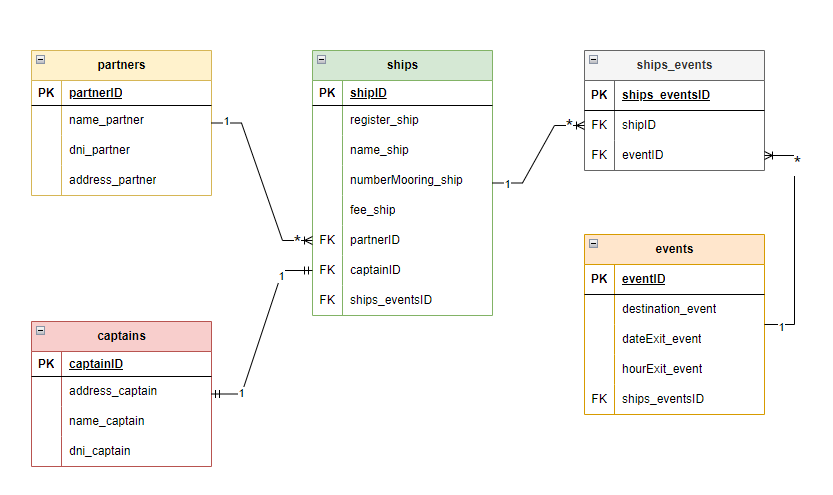 partners
PK partnerID
name_partner
dni_partner
address_partner
ships
PK shipID
register_ship
name_ship
numberMooring_ship
fee_ship
FK partnerID
FK captainID
FK ships_eventsID
ships_events
PK ships_eventsID
FK shipID
FK eventID
captains
PK captainID
address_captain
name_captain
dni_captain
events
PK eventID
destination_event
dateExit_event
hourExit_event
FK ships_eventsID
1
*
1
1
1
*
*
1